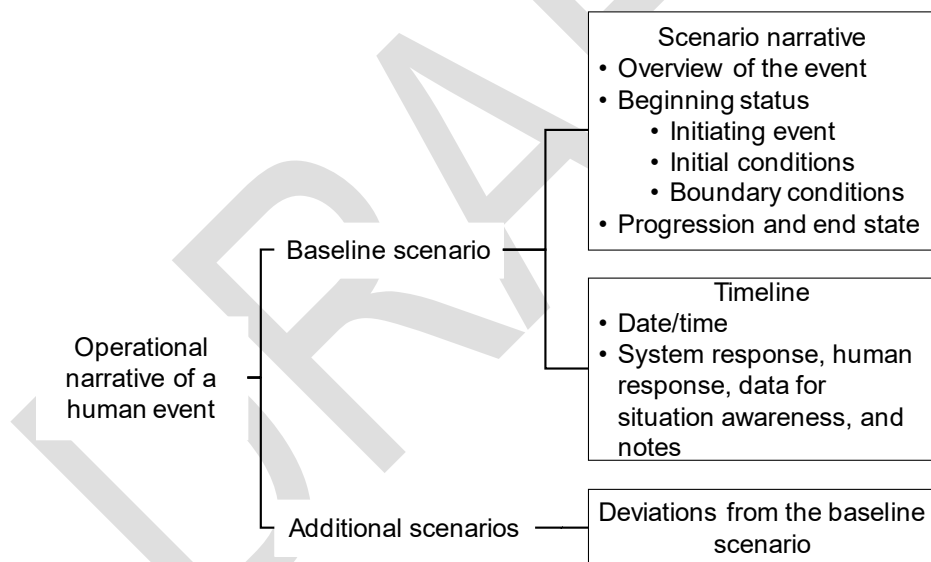 Scenario narrative
• Overview of the event
• Beginning status
• Initiating event
• Initial conditions
• Boundary conditions
• Progression and end state
Baseline scenario
Timeline
• Date/time
• System response, human
response, data for
situation awareness, and
notes
Operational
narrative of a
human event
Additional scenarios
Deviations from the baseline
scenario